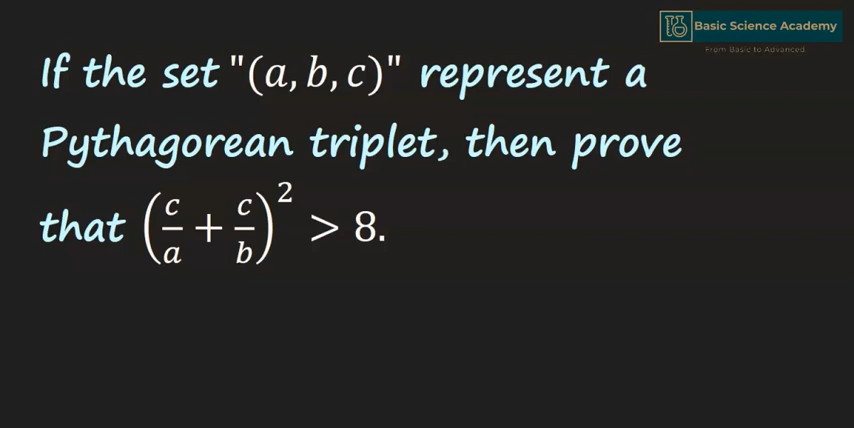 Basic Science Academy
From Basic to Advanced
If the set "(a, b, c)" represent a
Pythagorean triplet, then prove
that (c/a + c/b)² > 8.